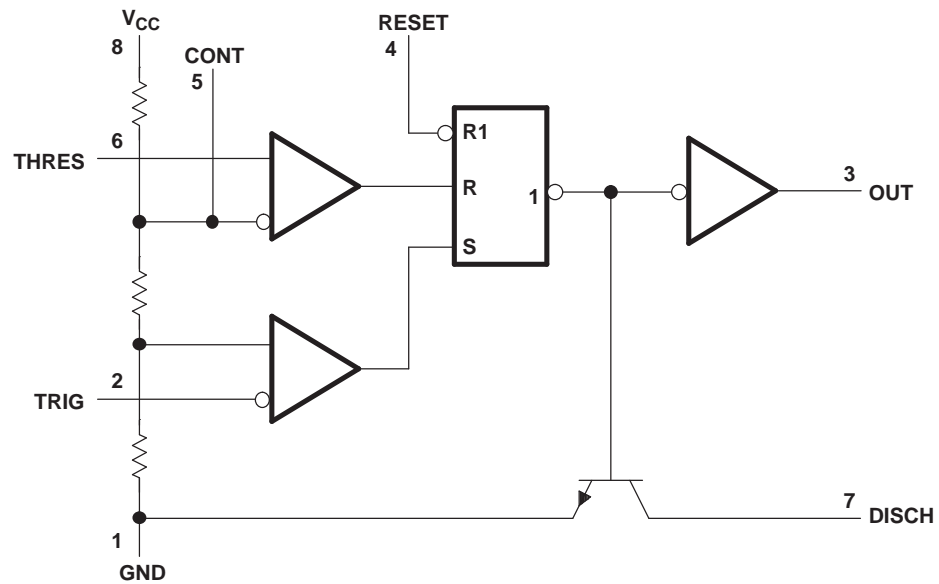 VCC
8
CONT
5
RESET
4
6
THRES
R1
R
1
S
3
OUT
2
TRIG
7
DISCH
1
GND